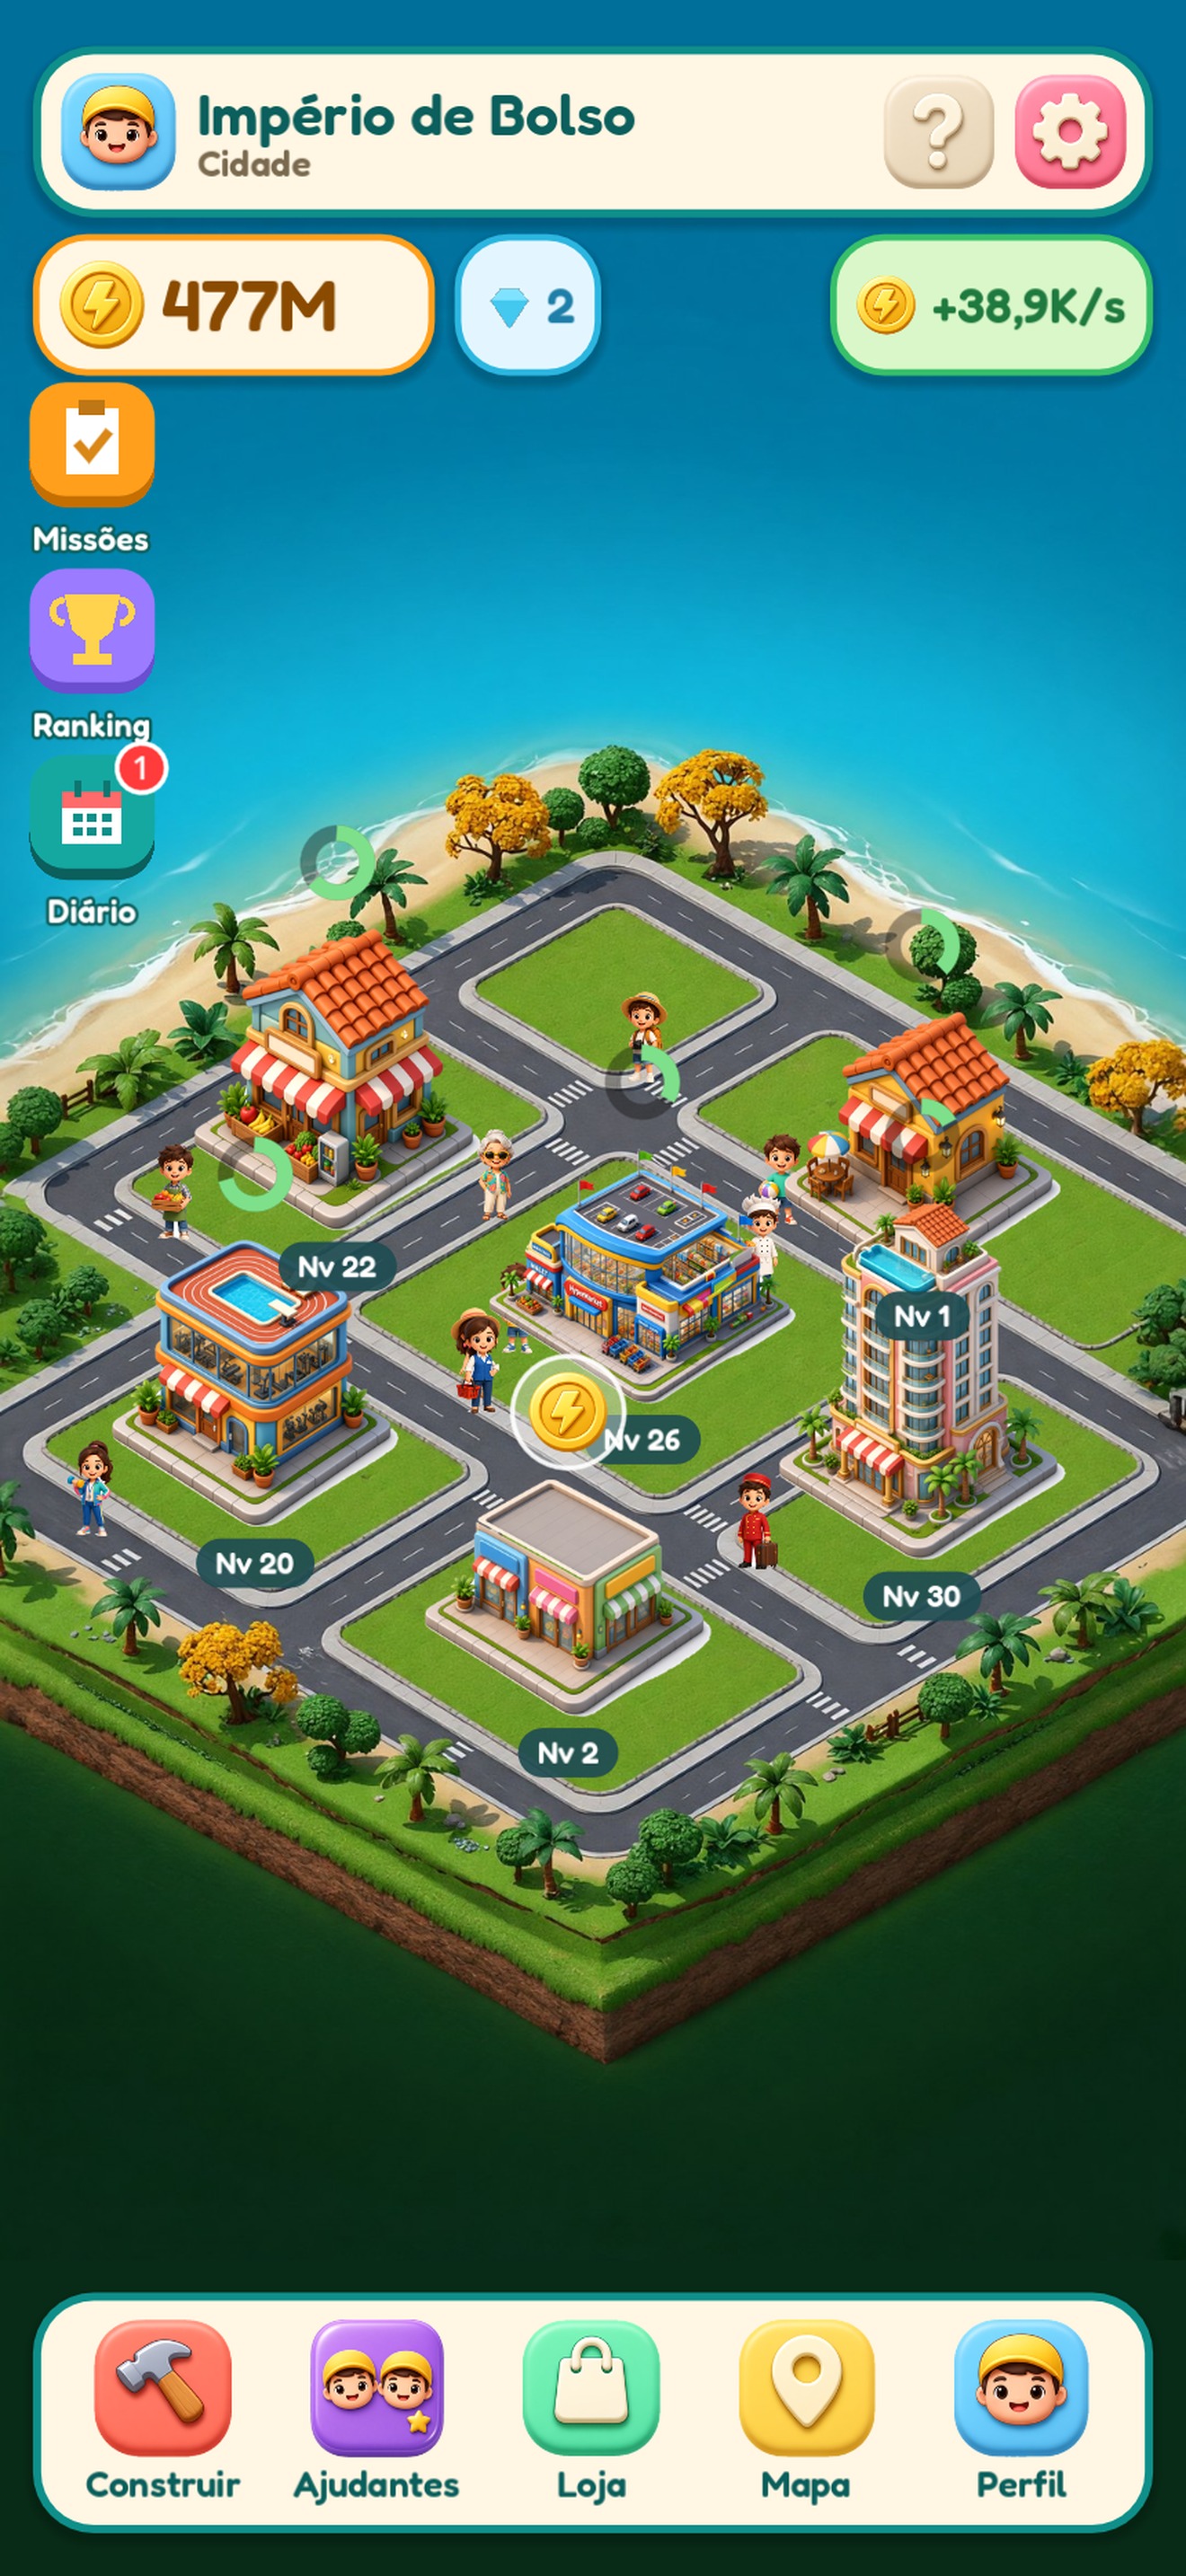 Império de Bolso
Cidade
477M
2
+38,9K/s
Missões
Ranking
1
Diário
Nv 22
Nv 1
HyperMarket
Nv 26
Nv 20
Nv 30
Nv 2
Construir
Ajudantes
Loja
Mapa
Perfil